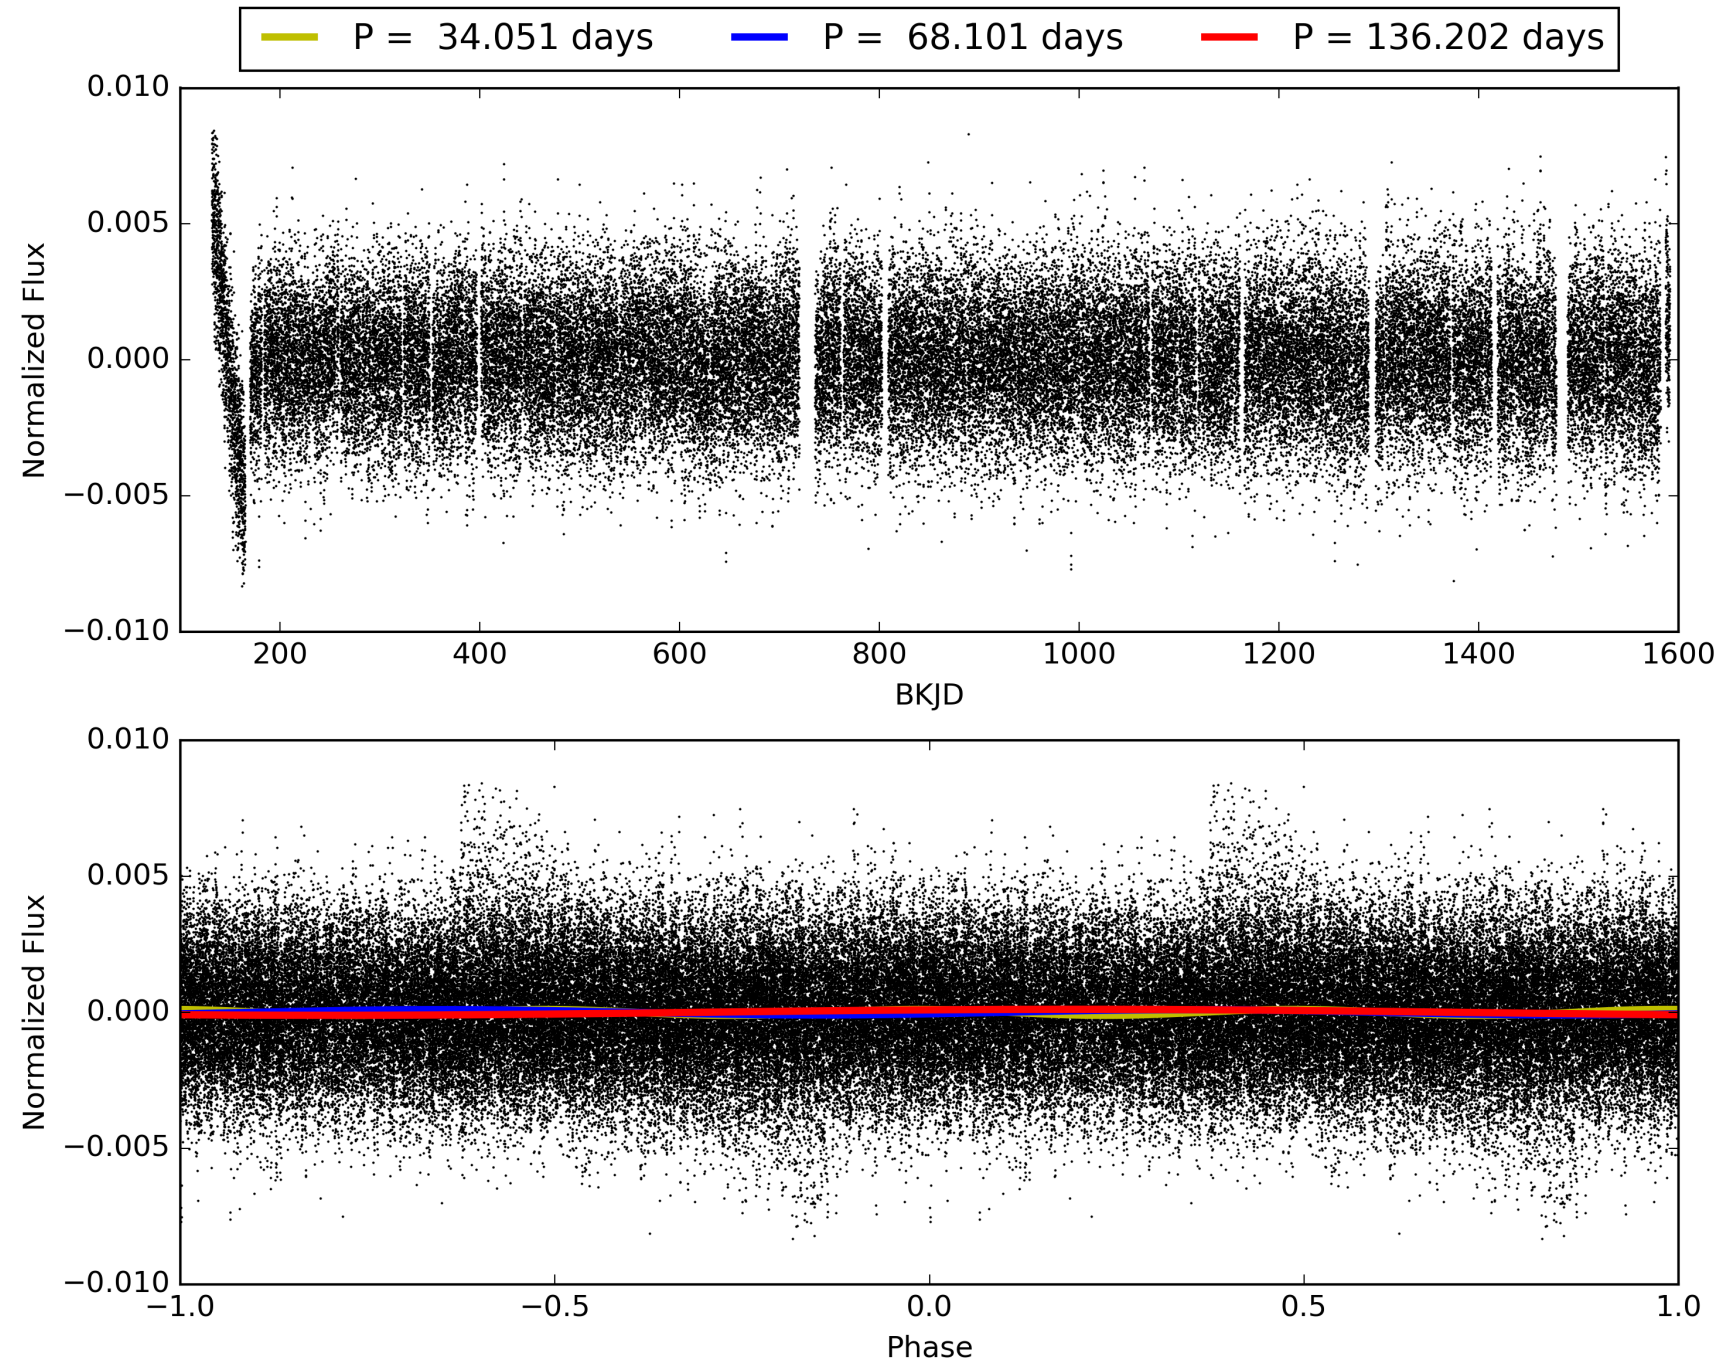 P = 34.051 days P = 68.101 days P = 136.202 days
0.010
0.005
0.000
−0.005
−0.010
Normalized Flux
200 400 600 800 1000 1200 1400 1600
BKJD
0.010
0.005
0.000
−0.005
−0.010
Normalized Flux
−1.0 −0.5 0.0 0.5 1.0
Phase